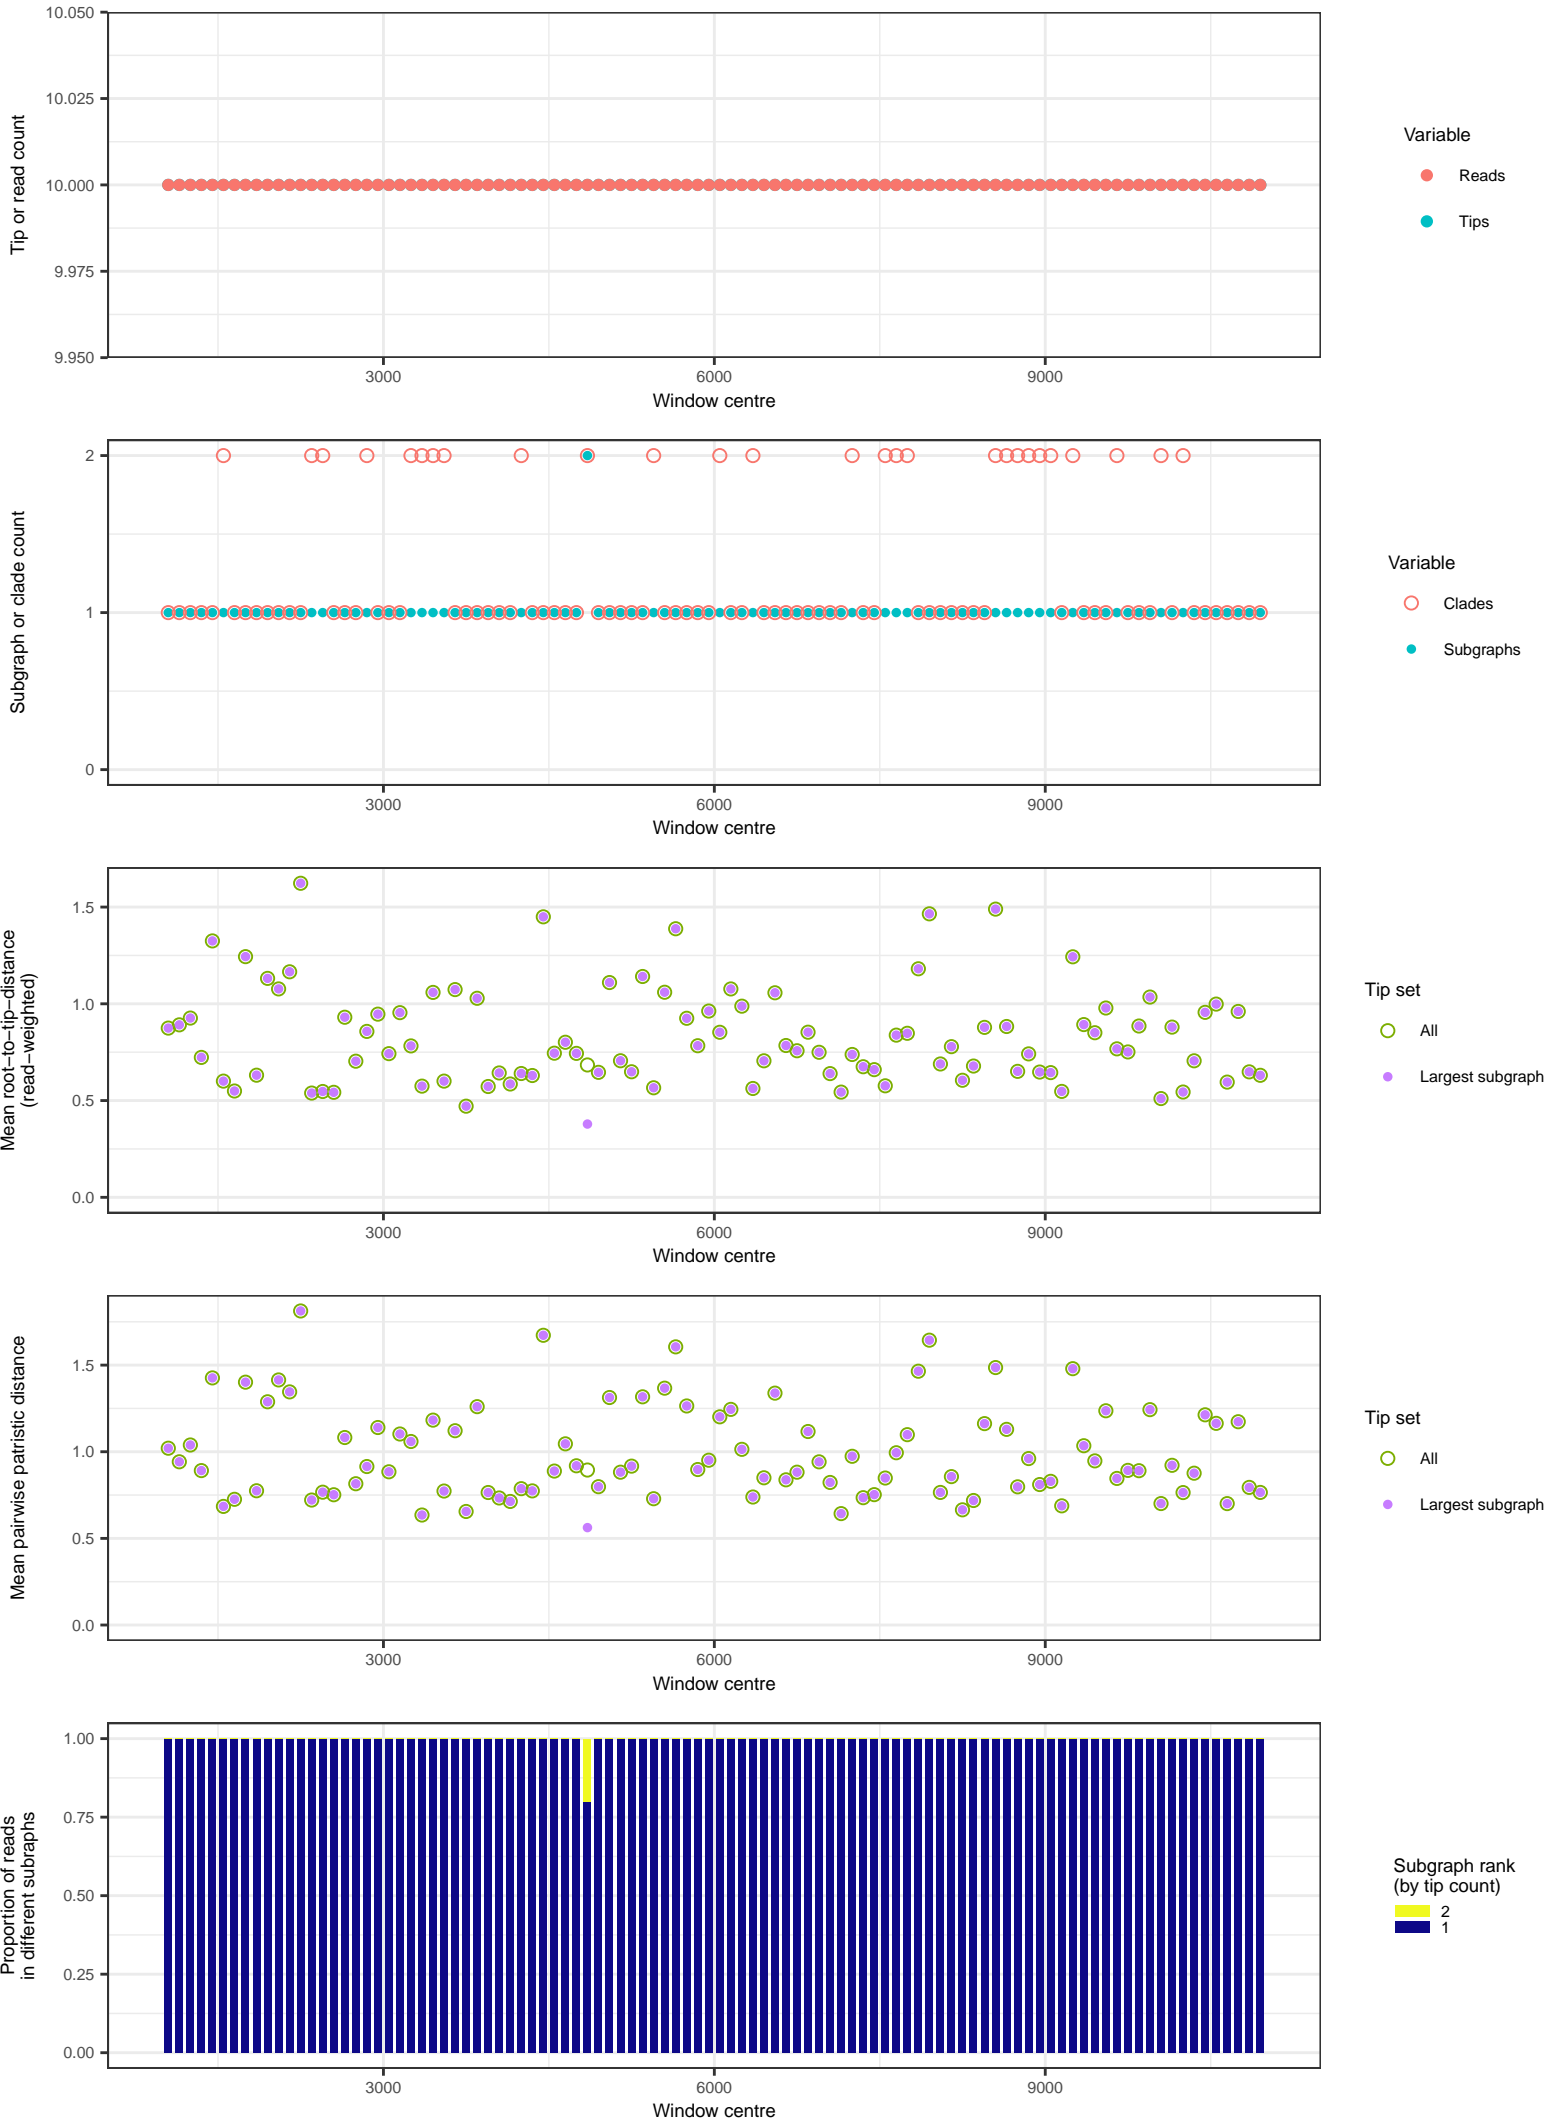 10.050
10.025
10.000
9.975
9.950
Tip or read count
3000
6000
9000
Window centre
Variable
Reads
Tips
2
1
0
Subgraph or clade count
3000
6000
9000
Window centre
Variable
Clades
Subgraphs
1.5
1.0
0.5
0.0
Mean root−to−tip−distance
(read−weighted)
3000
6000
9000
Window centre
Tip set
All
Largest subgraph
1.5
1.0
0.5
0.0
Mean pairwise patristic distance
3000
6000
9000
Window centre
Tip set
All
Largest subgraph
1.00
0.75
0.50
0.25
0.00
Proportion of reads
in different subraphs
3000
6000
9000
Window centre
Subgraph rank
(by tip count)
2
1